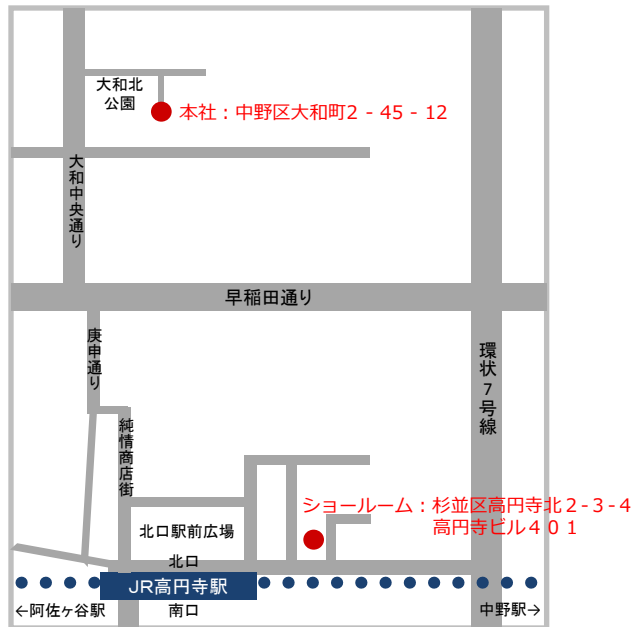 大和北
公園
本社：中野区大和町2 - 45 - 12
大和中央通り
早稲田通り
庚申通り
環状7号線
純情商店街
ショールーム：杉並区高円寺北２-３-４
高円寺ビル４０１
北口駅前広場
北口
JR高円寺駅
←阿佐ヶ谷駅
南口
中野駅→